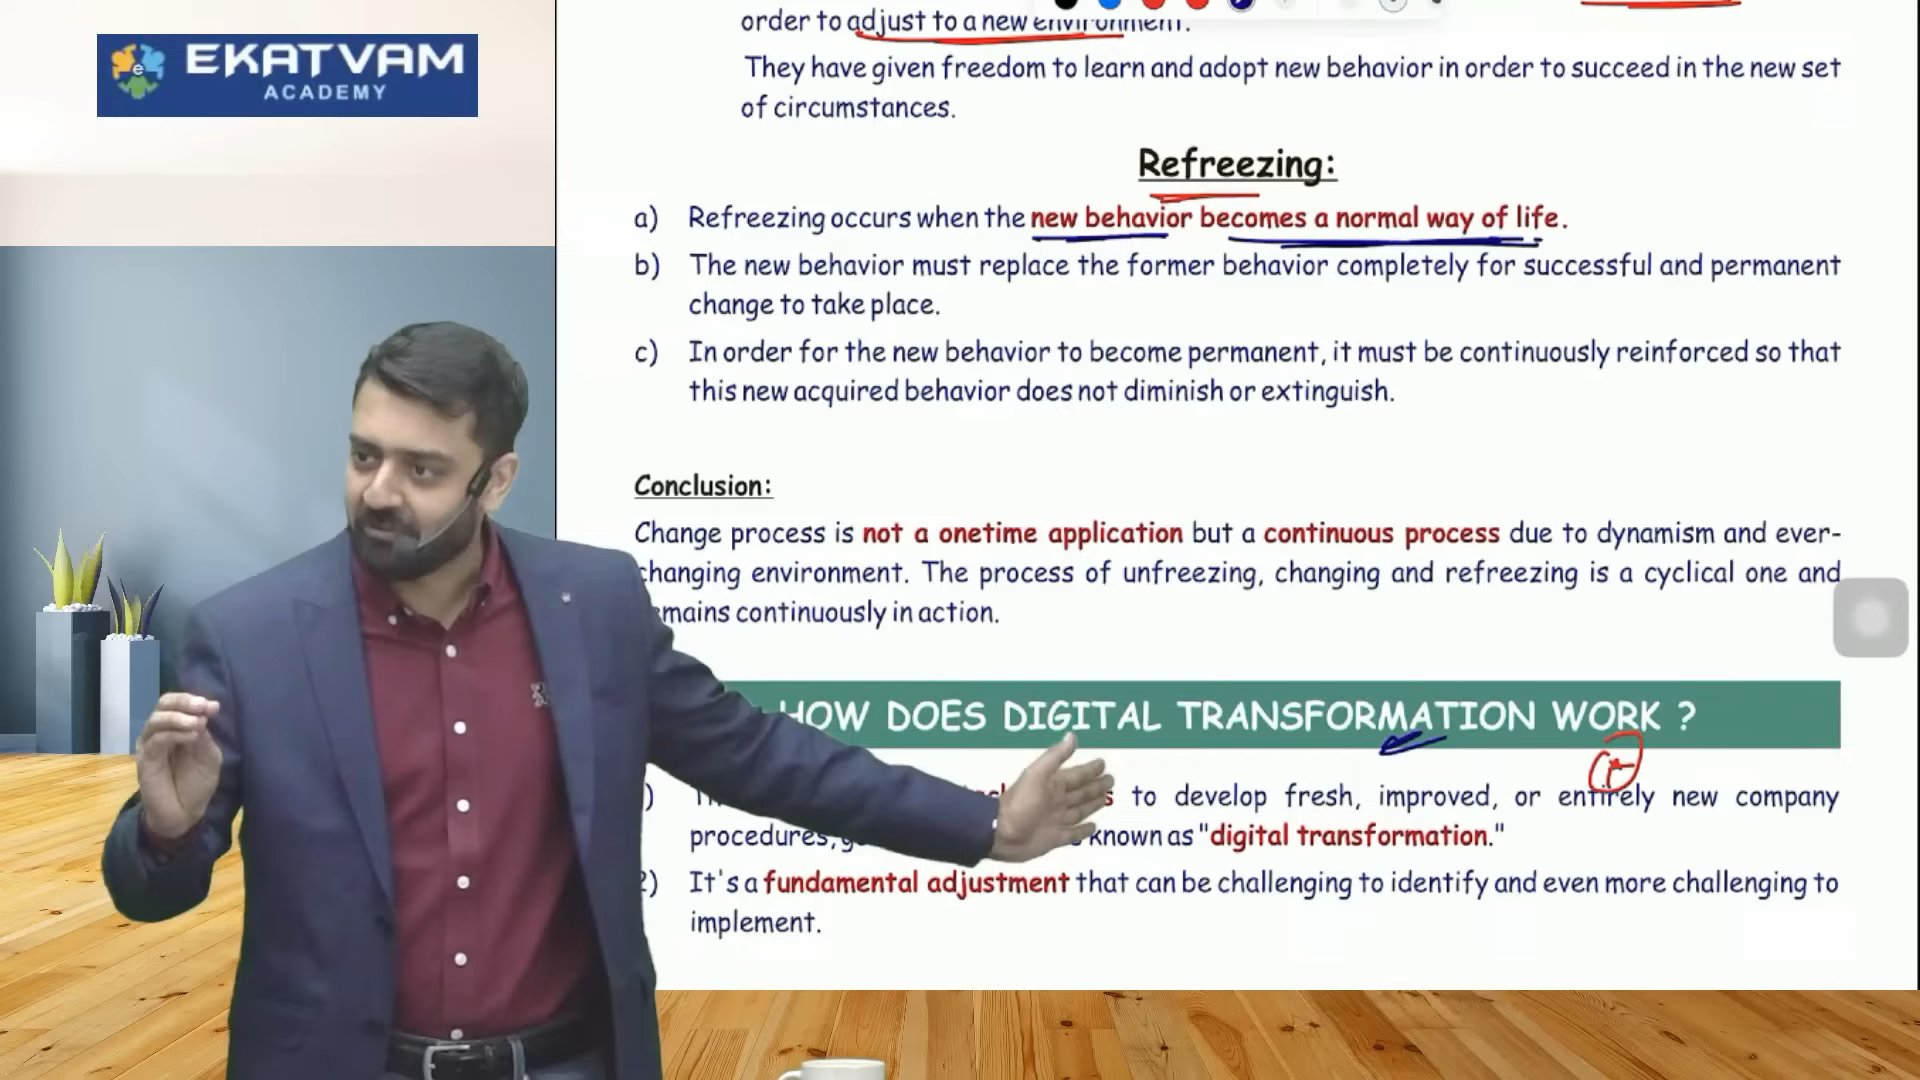 EKATVAM
ACADEMY
order to adjust to a new environment.
They have given freedom to learn and adopt new behavior in order to succeed in the new set
of circumstances.
Refreezing:
a) Refreezing occurs when the new behavior becomes a normal way of life.
b) The new behavior must replace the former behavior completely for successful and permanent
change to take place.
c) In order for the new behavior to become permanent, it must be continuously reinforced so that
this new acquired behavior does not diminish or extinguish.
Conclusion:
Change process is not a onetime application but a continuous process due to dynamism and ever-
changing environment. The process of unfreezing, changing and refreezing is a cyclical one and
remains continuously in action.
HOW DOES DIGITAL TRANSFORMATION WORK ?
to develop fresh, improved, or entirely new company
procedures, known as "digital transformation."
2) It's a fundamental adjustment that can be challenging to identify and even more challenging to
implement.